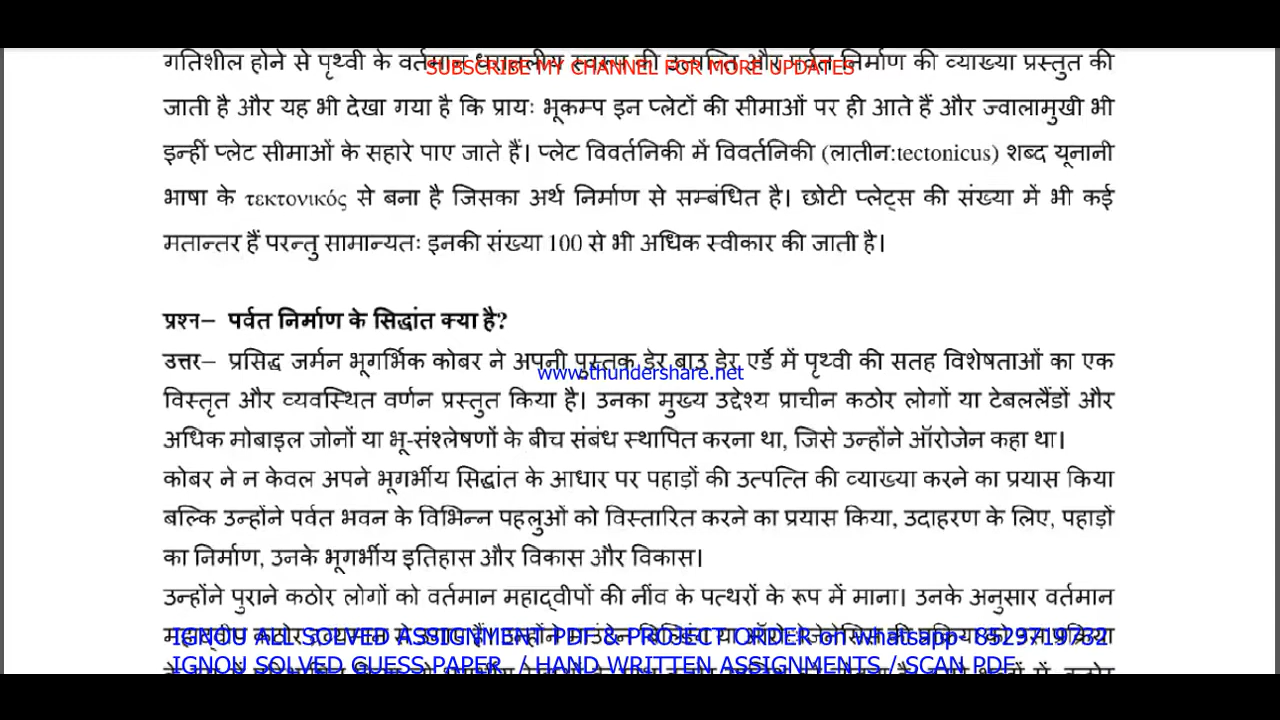 गतिशील होने से पृथ्वी के वर्तमान धरातलीय स्वरूप की उत्पत्ति और पर्वत निर्माण की व्याख्या प्रस्तुत की
SUBSCRIBE MY CHANNEL FOR MORE UPDATES
जाती है और यह भी देखा गया है कि प्रायः भूकम्प इन प्लेटों की सीमाओं पर ही आते हैं और ज्वालामुखी भी
इन्हीं प्लेट सीमाओं के सहारे पाए जाते हैं। प्लेट विवर्तनिकी में विवर्तनिकी (लातीन:tectonicus) शब्द यूनानी
भाषा के τεκτονικός से बना है जिसका अर्थ निर्माण से सम्बंधित है। छोटी प्लेट्स की संख्या में भी कई
मतान्तर हैं परन्तु सामान्यतः इनकी संख्या 100 से भी अधिक स्वीकार की जाती है।
प्रश्न– पर्वत निर्माण के सिद्धांत क्या है?
उत्तर– प्रसिद्ध जर्मन भूगर्भिक कोबर ने अपनी पुस्तक डेर बाउ डेर एर्डे में पृथ्वी की सतह विशेषताओं का एक
www.thundershare.net
विस्तृत और व्यवस्थित वर्णन प्रस्तुत किया है। उनका मुख्य उद्देश्य प्राचीन कठोर लोगों या टेबललैंडों और
अधिक मोबाइल जोनों या भू-संश्लेषणों के बीच संबंध स्थापित करना था, जिसे उन्होंने ऑरोजेन कहा था।
कोबर ने न केवल अपने भूगर्भीय सिद्धांत के आधार पर पहाड़ों की उत्पत्ति की व्याख्या करने का प्रयास किया
बल्कि उन्होंने पर्वत भवन के विभिन्न पहलुओं को विस्तारित करने का प्रयास किया, उदाहरण के लिए, पहाड़ों
का निर्माण, उनके भूगर्भीय इतिहास और विकास और विकास।
उन्होंने पुराने कठोर लोगों को वर्तमान महाद्वीपों की नींव के पत्थरों के रूप में माना। उनके अनुसार वर्तमान
IGNOU ALL SOLVED ASSIGNMENT PDF & PROJECT ORDER on whatsapp- 8529719762
IGNOU SOLVED GUESS PAPER / HAND WRITTEN ASSIGNMENTS / SCAN PDF